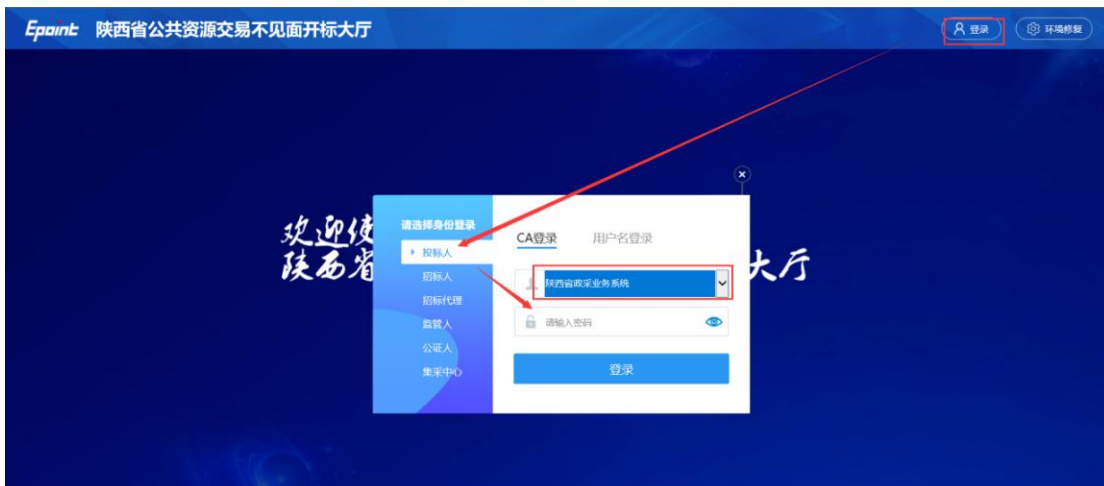 Epoint 陕西省公共资源交易不见面开标大厅
登录
环境修复
欢迎使
陕西省
大厅
请选择身份登录
投标人
招标人
招标代理
监管人
公证人
集采中心
CA登录
用户名登录
陕西省政采业务系统
请输入密码
登录